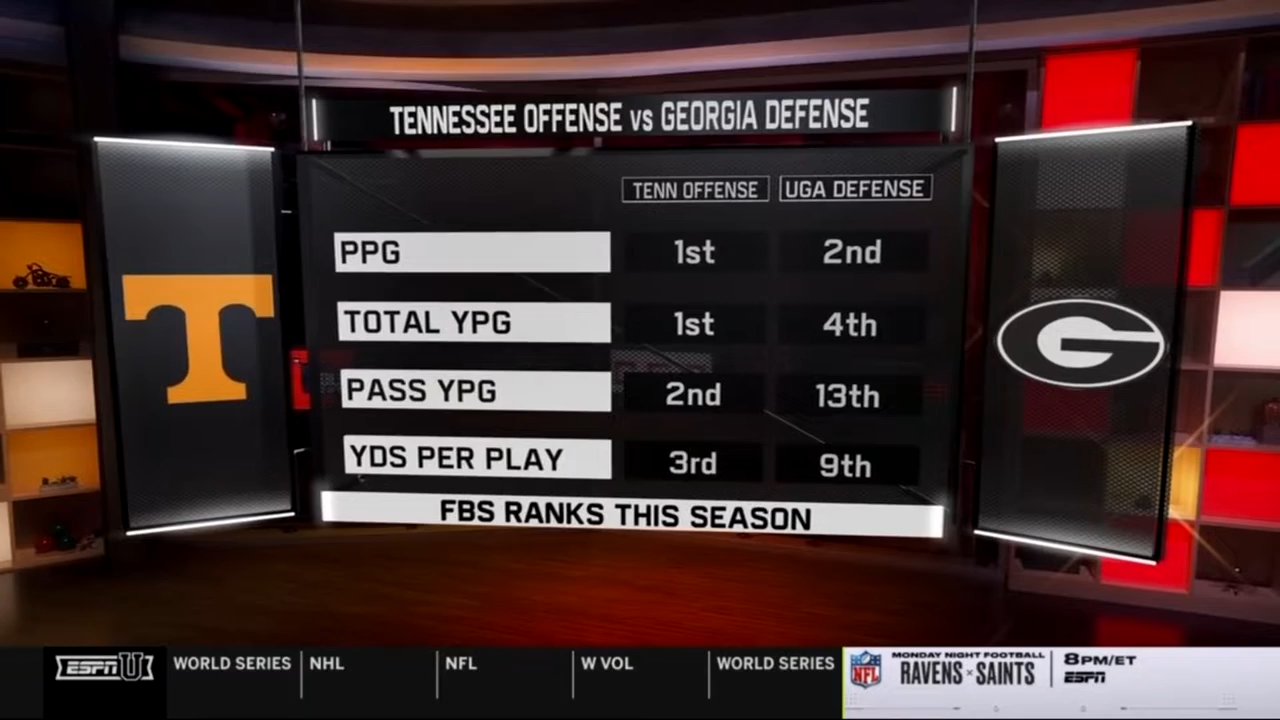 TENNESSEE OFFENSE vs GEORGIA DEFENSE
TENN OFFENSE UGA DEFENSE
PPG 1st 2nd
TOTAL YPG 1st 4th
PASS YPG 2nd 13th
YDS PER PLAY 3rd 9th
FBS RANKS THIS SEASON
T
G
ESPNU WORLD SERIES NHL NFL W VOL WORLD SERIES
NFL
MONDAY NIGHT FOOTBALL
RAVENS x SAINTS
8PM/ET
ESPN